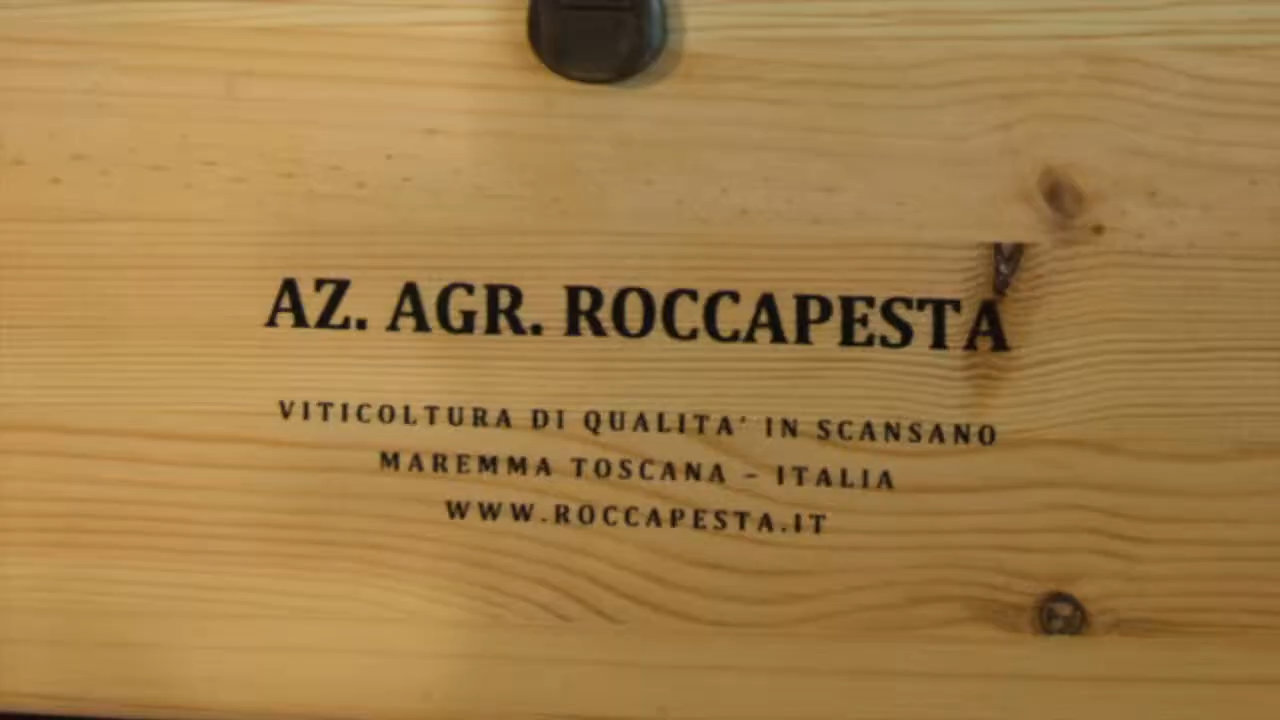 AZ. AGR. ROCCAPESTA
VITICOLTURA DI QUALITA' IN SCANSANO
MAREMMA TOSCANA - ITALIA
WWW.ROCCAPESTA.IT